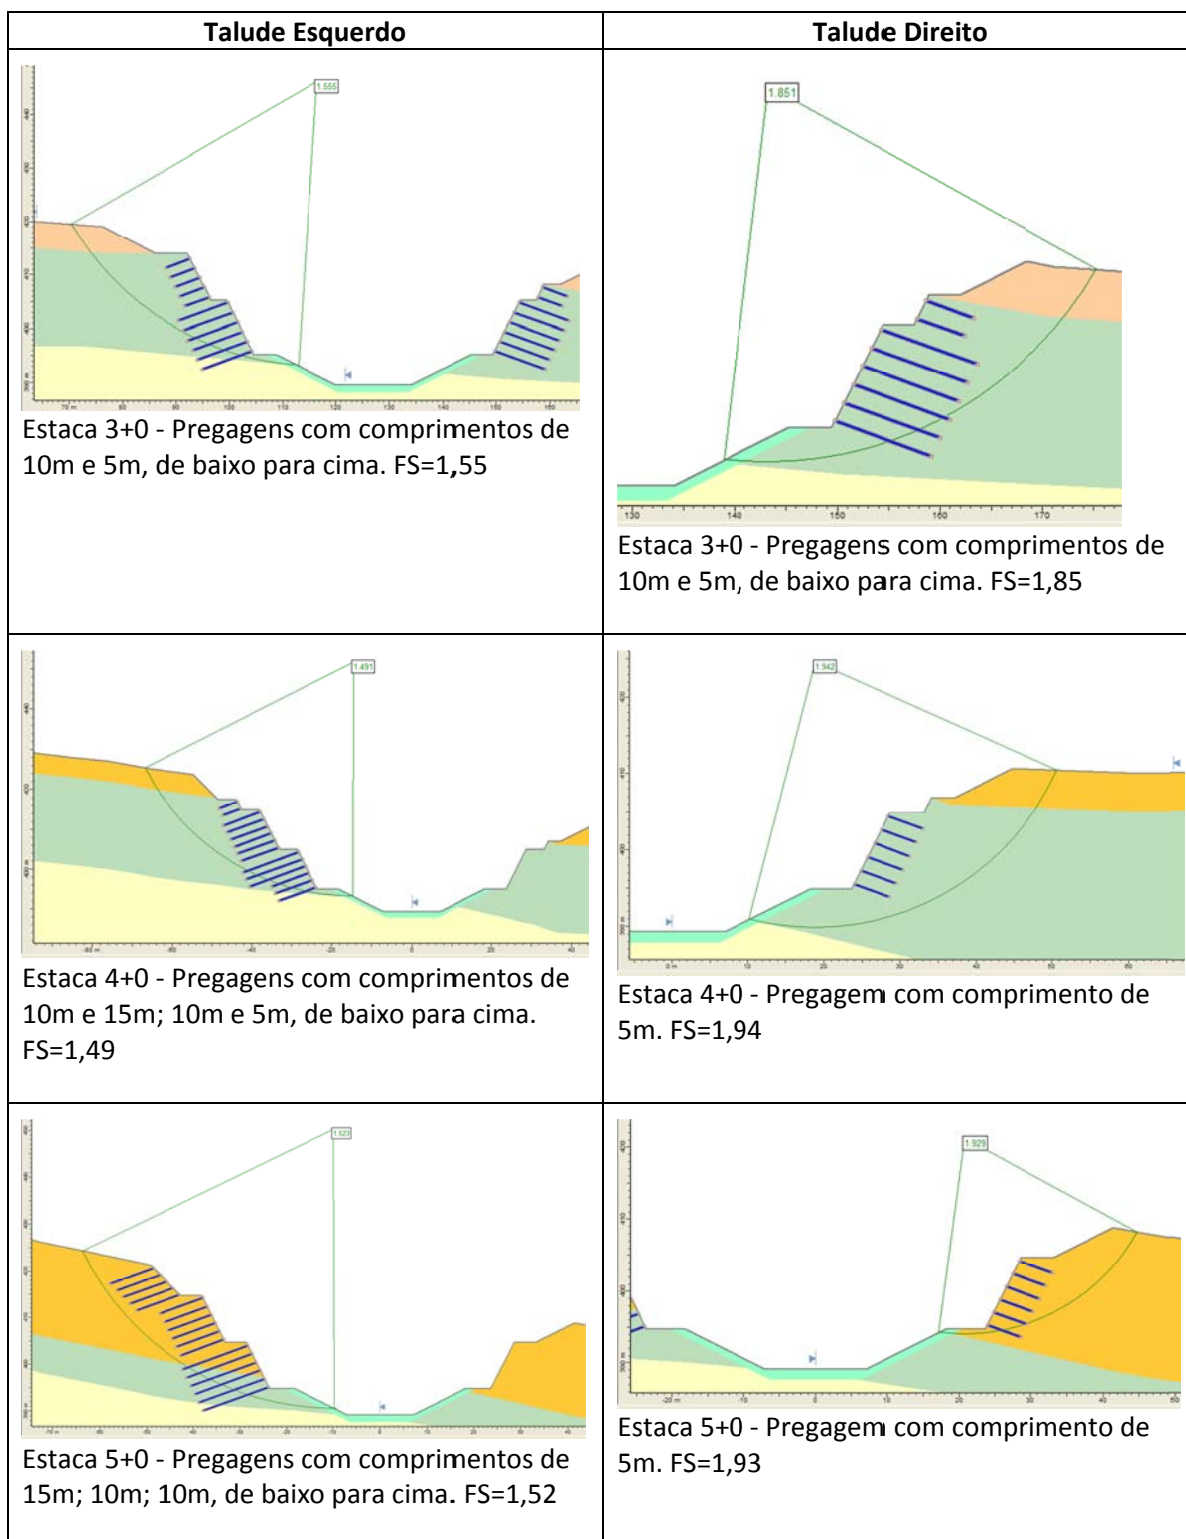 Talude Esquerdo
Talude Direito
1.555
Estaca 3+0 - Pregagens com comprimentos de
10m e 5m, de baixo para cima. FS=1,55
1.851
130 140 150 160 170
Estaca 3+0 - Pregagens com comprimentos de
10m e 5m, de baixo para cima. FS=1,85
1.491
Estaca 4+0 - Pregagens com comprimentos de
10m e 15m; 10m e 5m, de baixo para cima.
FS=1,49
1.942
Estaca 4+0 - Pregagem com comprimento de
5m. FS=1,94
Estaca 5+0 - Pregagens com comprimentos de
15m; 10m; 10m, de baixo para cima. FS=1,52
1.929
Estaca 5+0 - Pregagem com comprimento de
5m. FS=1,93